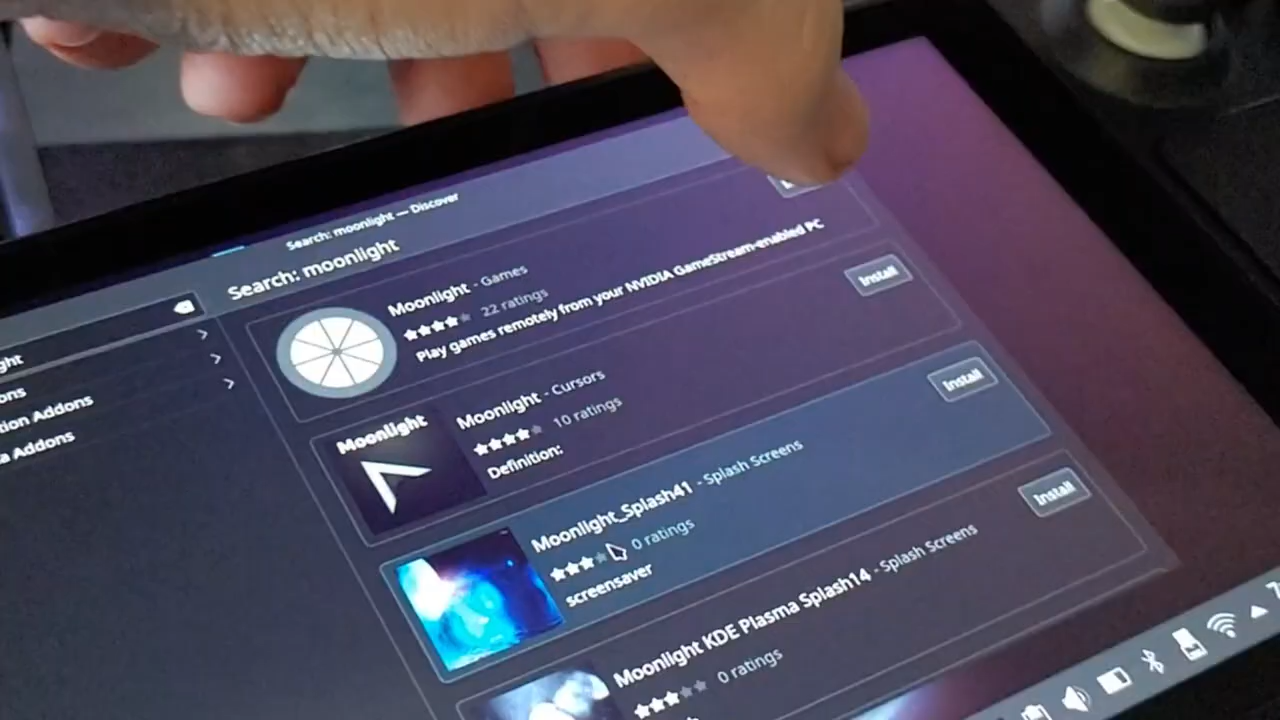 Search: moonlight — Discover
Search: moonlight
ght
ons
tion Addons
a Addons
Moonlight - Games
22 ratings
Play games remotely from your NVIDIA GameStream-enabled PC
Moonlight
Moonlight - Cursors
10 ratings
Definition:
Install
Moonlight_Splash41 - Splash Screens
0 ratings
screensaver
Install
Moonlight KDE Plasma Splash14 - Splash Screens
0 ratings
Install